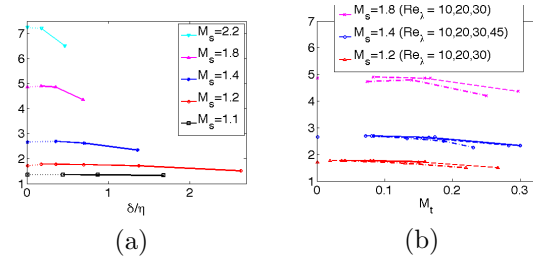 7
6
5
4
3
2
1
0
1
2
δ/η
M_s=2.2
M_s=1.8
M_s=1.4
M_s=1.2
M_s=1.1
(a)
7
6
5
4
3
2
1
0
0.1
0.2
0.3
M_t
M_s=1.8 (Re_λ = 10,20,30)
M_s=1.4 (Re_λ = 10,20,30,45)
M_s=1.2 (Re_λ = 10,20,30)
(b)